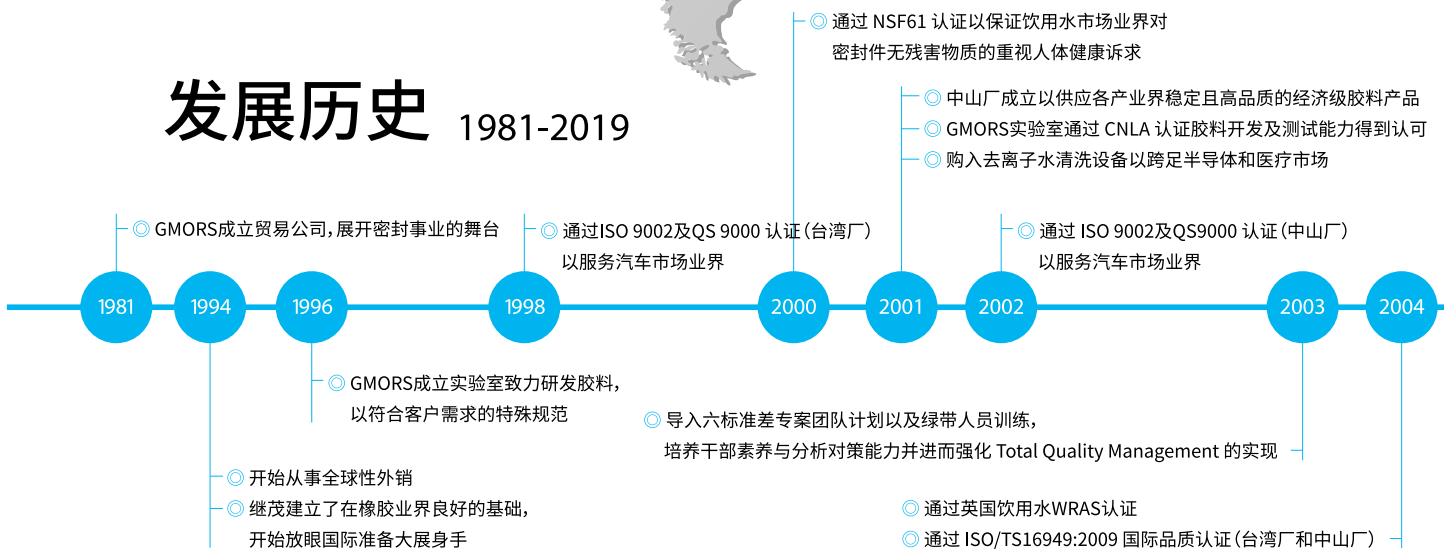 发展历史 1981-2019
1981
GMORS成立贸易公司，展开密封事业的舞台
1994
开始从事全球性外销
继茂建立了在橡胶业界良好的基础，
开始放眼国际准备大展身手
1996
GMORS成立实验室致力研发胶料，
以符合客户需求的特殊规范
1998
通过ISO 9002及QS 9000 认证（台湾厂）
以服务汽车市场业界
2000
通过 NSF61 认证以保证饮用水市场业界对
密封件无残害物质的重视人体健康诉求
2001
中山厂成立以供应各产业界稳定且高品质的经济级胶料产品
GMORS实验室通过 CNLA 认证胶料开发及测试能力得到认可
购入去离子水清洗设备以跨足半导体和医疗市场
2002
通过 ISO 9002及QS9000 认证（中山厂）
以服务汽车市场业界
2003
导入六标准差专案团队计划以及绿带人员训练，
培养干部素养与分析对策能力并进而强化 Total Quality Management 的实现
2004
通过英国饮用水WRAS认证
通过 ISO/TS16949:2009 国际品质认证（台湾厂和中山厂）